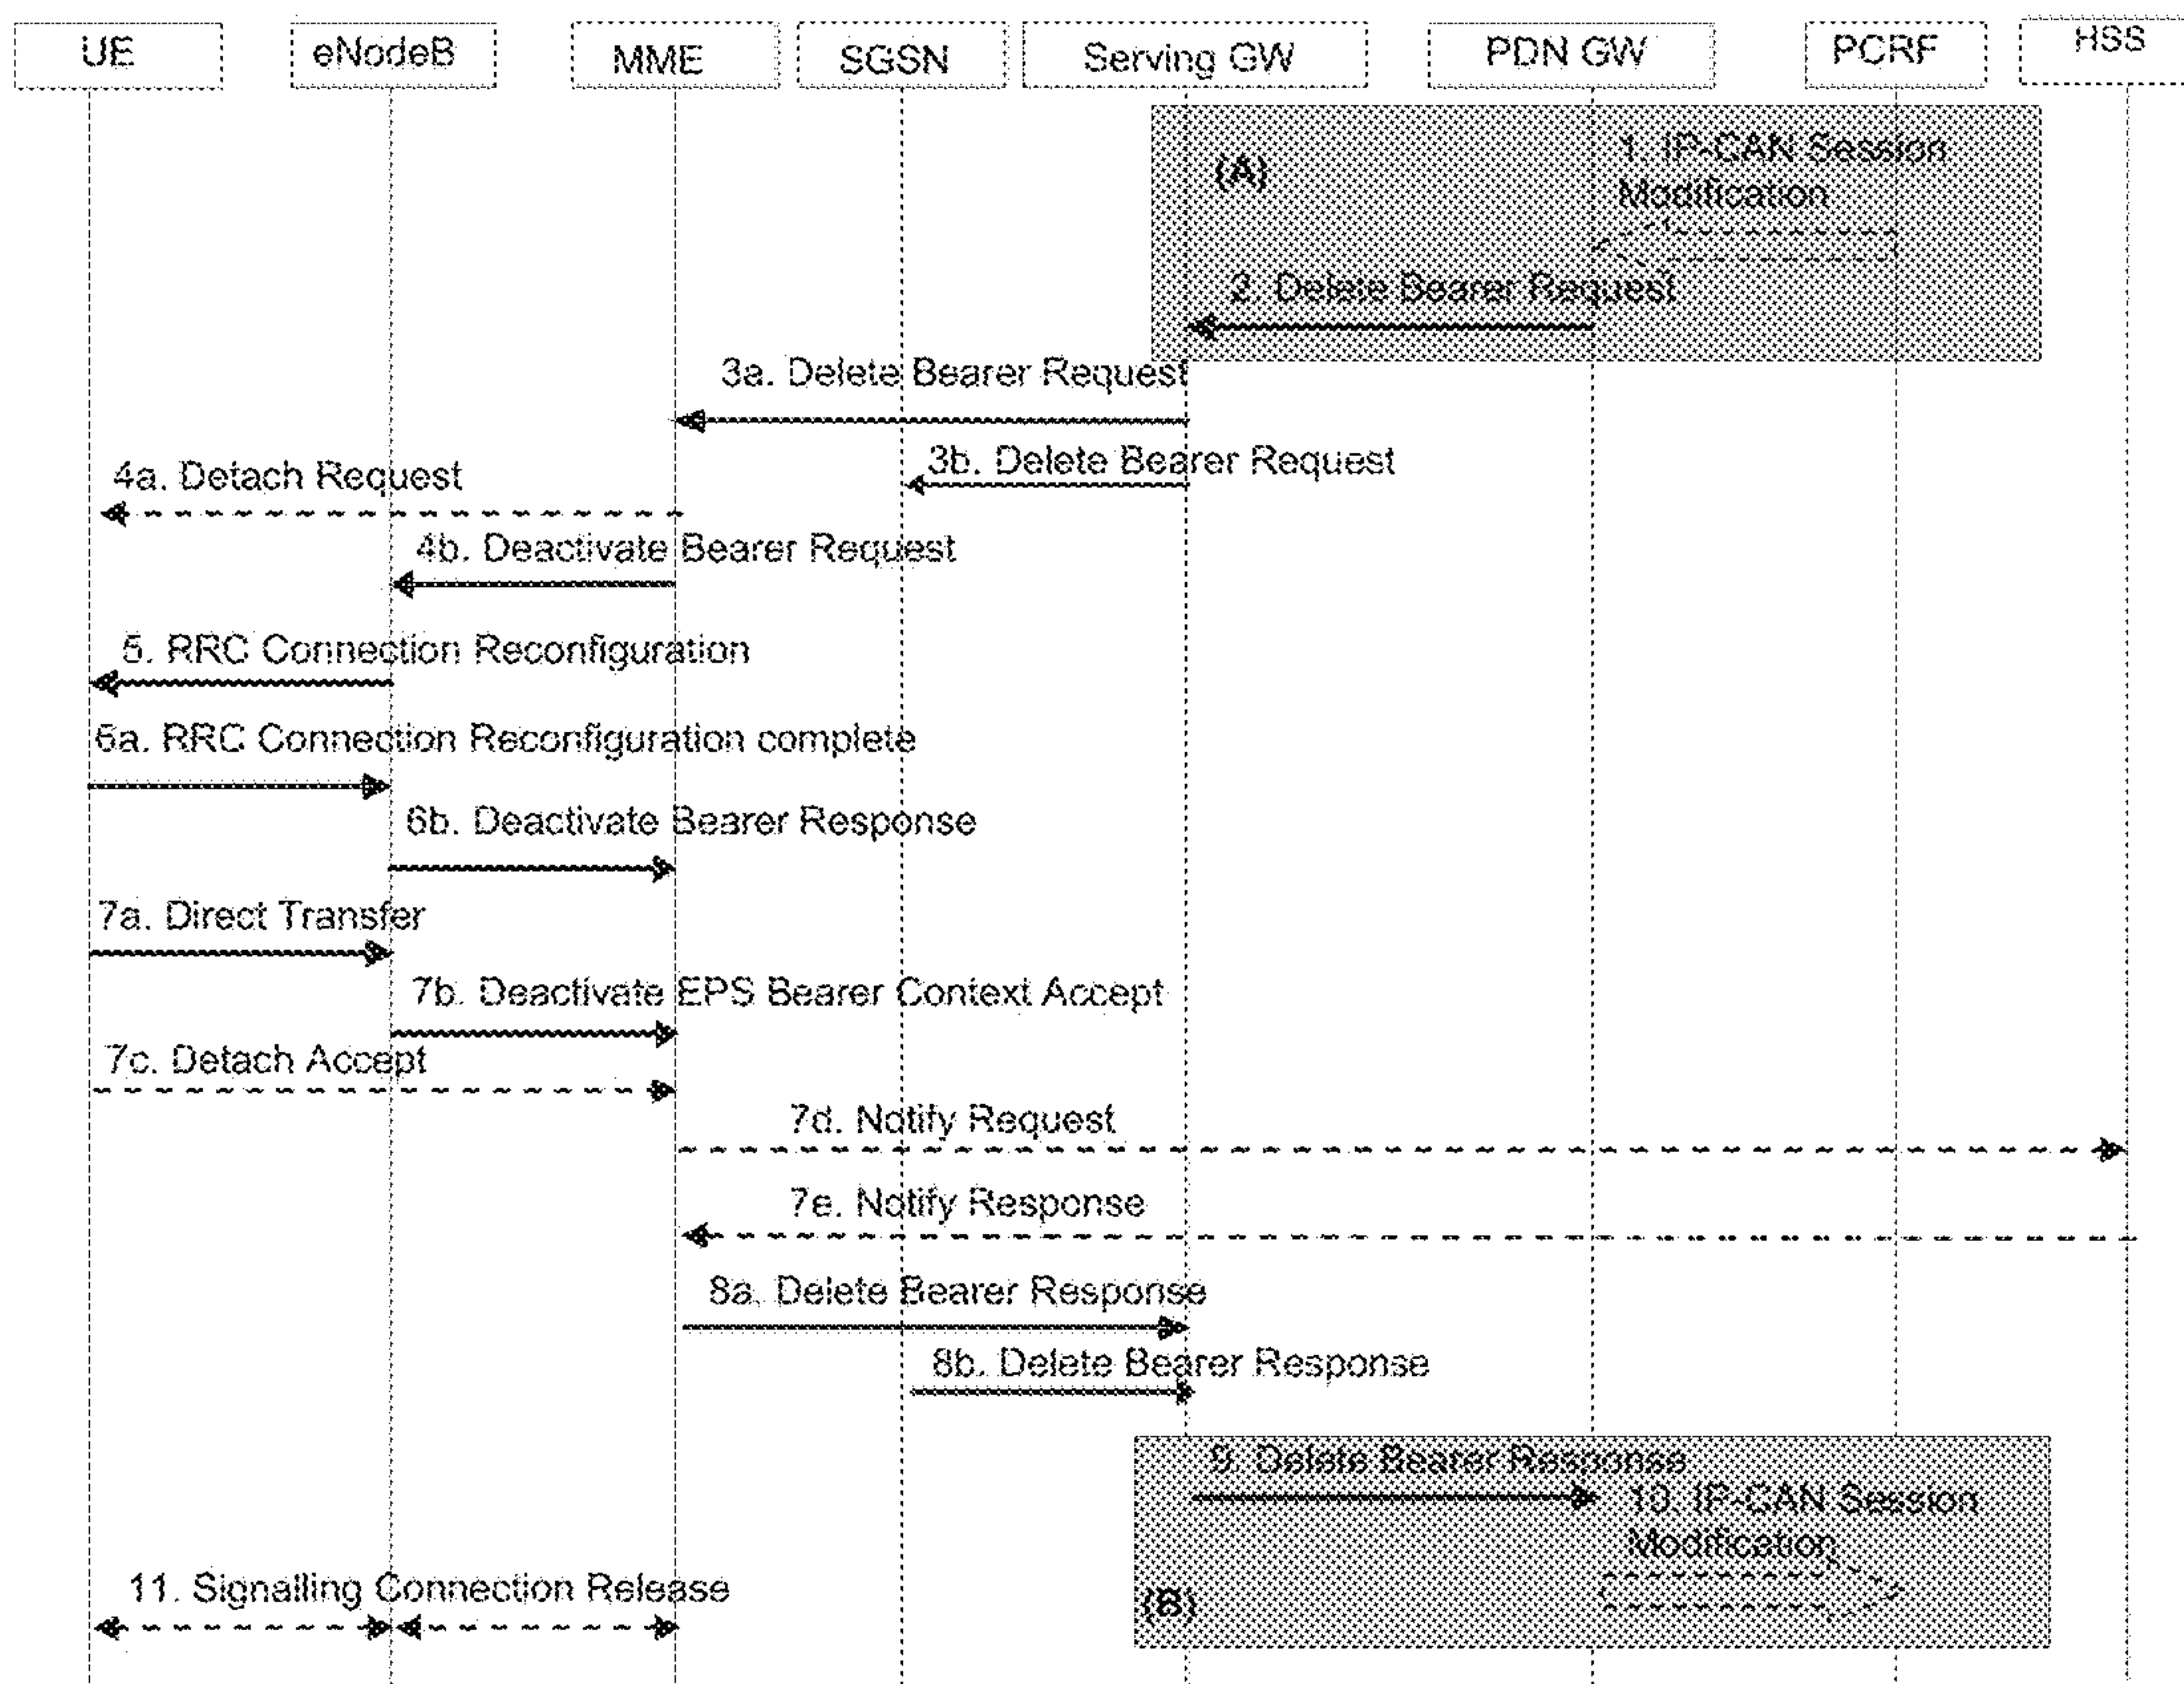 UE
eNodeB
MME
SGSN
Serving GW
PDN GW
PCRF
HSS
(A)
1. IP-CAN Session
Modification
2. Delete Bearer Request
3a. Delete Bearer Request
3b. Delete Bearer Request
4a. Detach Request
4b. Deactivate Bearer Request
5. RRC Connection Reconfiguration
6a. RRC Connection Reconfiguration complete
6b. Deactivate Bearer Response
7a. Direct Transfer
7b. Deactivate EPS Bearer Context Accept
7c. Detach Accept
7d. Notify Request
7e. Notify Response
8a. Delete Bearer Response
8b. Delete Bearer Response
9. Delete Bearer Response
10. IP-CAN Session
Modification
11. Signalling Connection Release
(B)